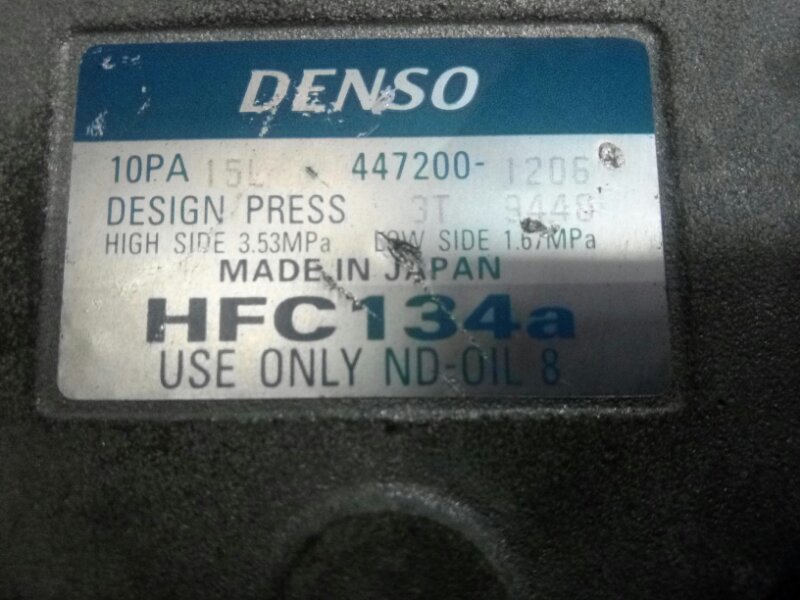 DENSO
10PA 15L 447200-1206
DESIGN PRESS 3T 9448
HIGH SIDE 3.53MPa LOW SIDE 1.67MPa
MADE IN JAPAN
HFC134a
USE ONLY ND-OIL 8